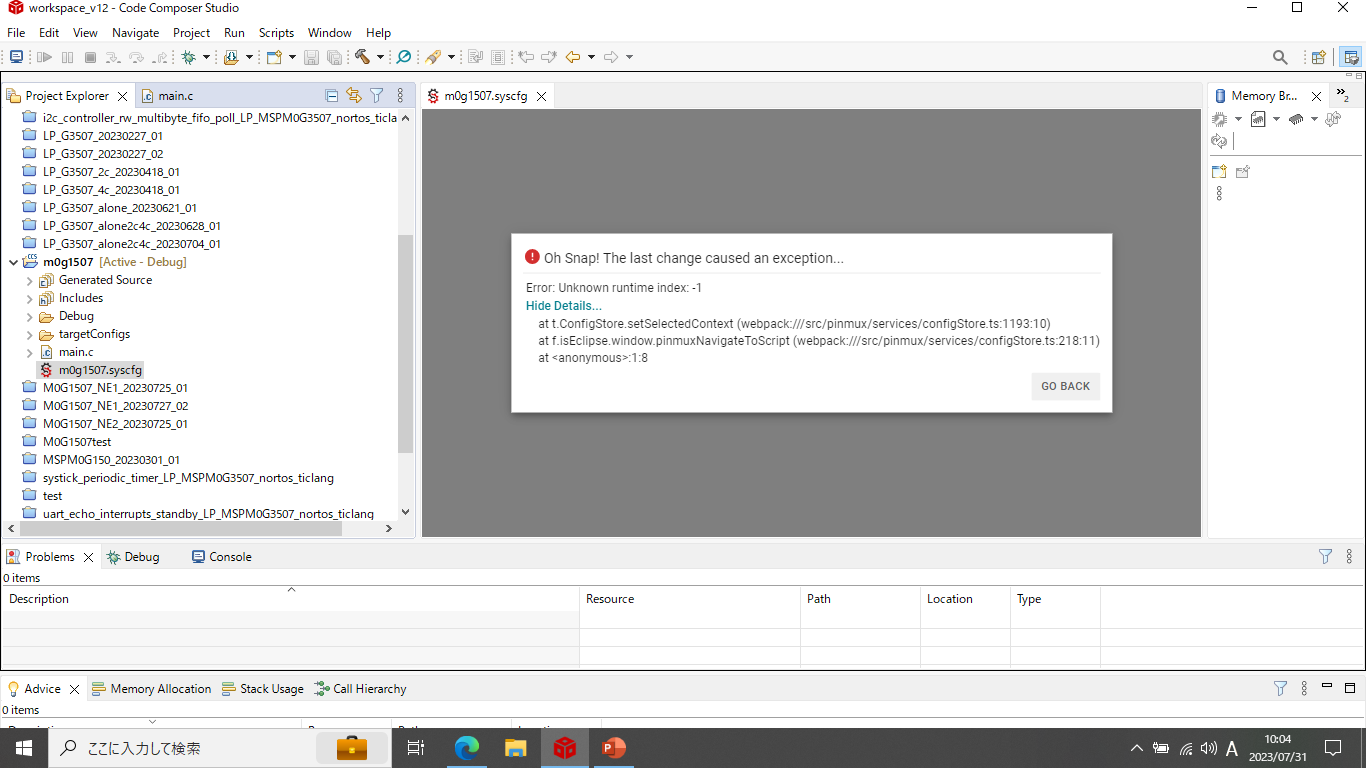 workspace_v12 - Code Composer Studio
File Edit View Navigate Project Run Scripts Window Help
Project Explorer
main.c
i2c_controller_rw_multibyte_fifo_poll_LP_MSPM0G3507_nortos_ticla
LP_G3507_20230227_01
LP_G3507_20230227_02
LP_G3507_2c_20230418_01
LP_G3507_4c_20230418_01
LP_G3507_alone_20230621_01
LP_G3507_alone2c4c_20230628_01
LP_G3507_alone2c4c_20230704_01
m0g1507 [Active - Debug]
Generated Source
Includes
Debug
targetConfigs
main.c
m0g1507.syscfg
M0G1507_NE1_20230725_01
M0G1507_NE1_20230727_02
M0G1507_NE2_20230725_01
M0G1507test
MSPM0G150_20230301_01
systick_periodic_timer_LP_MSPM0G3507_nortos_ticlang
test
uart_echo_interrupts_standby_LP_MSPM0G3507_nortos_ticlang
m0g1507.syscfg
Oh Snap! The last change caused an exception...
Error: Unknown runtime index: -1
Hide Details...
at t.ConfigStore.setSelectedContext (webpack:///src/pinmux/services/configStore.ts:1193:10)
at f.isEclipse.window.pinmuxNavigateToScript (webpack:///src/pinmux/services/configStore.ts:218:11)
at <anonymous>:1:8
GO BACK
Memory Br...
2
Problems
Debug
Console
0 items
Description Resource Path Location Type
Advice
Memory Allocation
Stack Usage
Call Hierarchy
0 items
ここに入力して検索
A
10:04
2023/07/31